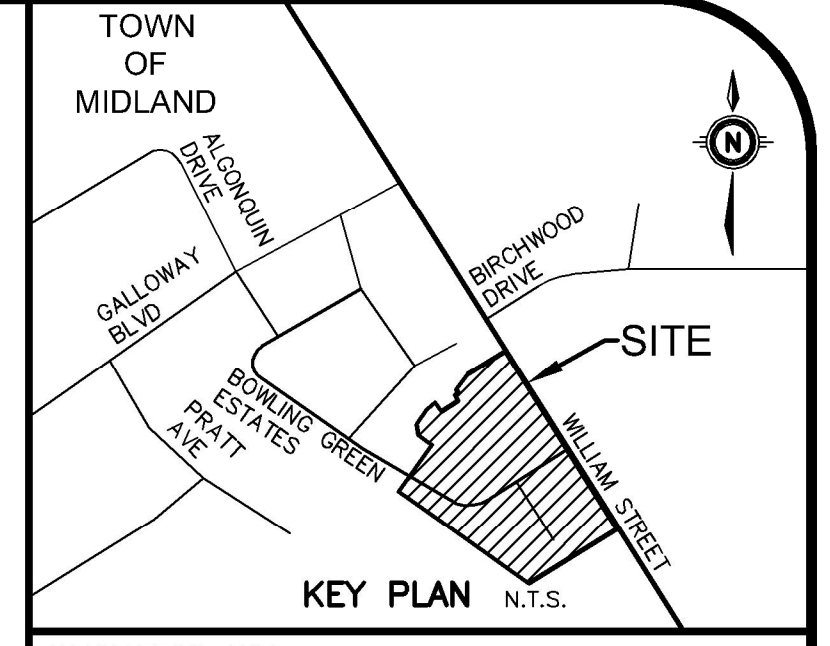 TOWN
OF
MIDLAND
N
ALGONQUIN
DRIVE
BIRCHWOOD
DRIVE
GALLOWAY
BLVD
SITE
BOWLING GREEN
ESTATES
PRATT
AVE
WILLIAM STREET
KEY PLAN N.T.S.